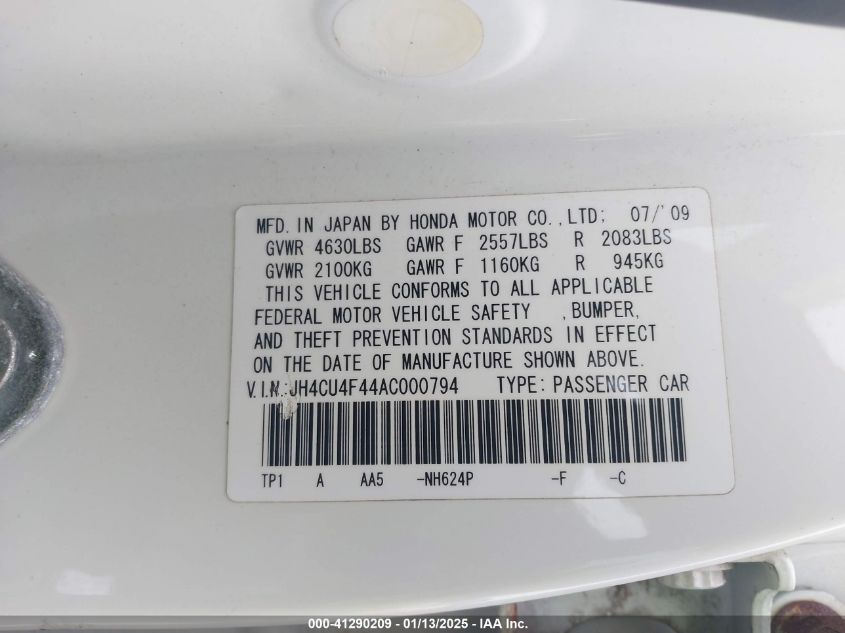 MFD. IN JAPAN BY HONDA MOTOR CO.,LTD; 07/'09
GVWR 4630LBS GAWR F 2557LBS R 2083LBS
GVWR 2100KG GAWR F 1160KG R 945KG
THIS VEHICLE CONFORMS TO ALL APPLICABLE
FEDERAL MOTOR VEHICLE SAFETY ,BUMPER,
AND THEFT PREVENTION STANDARDS IN EFFECT
ON THE DATE OF MANUFACTURE SHOWN ABOVE.
V.I.N.:JH4CU4F44AC000794 TYPE: PASSENGER CAR
TP1 A AA5 -NH624P -F -C
000-41290209 - 01/13/2025 - IAA Inc.